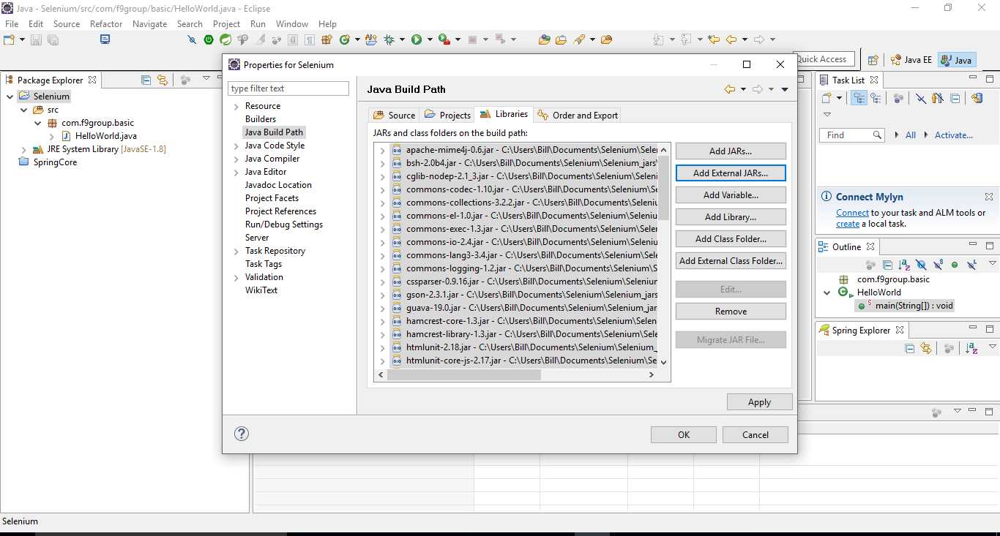 Java - Selenium/src/com/f9group/basic/HelloWorld.java - Eclipse
File Edit Source Refactor Navigate Search Project Run Window Help
Quick Access
Java EE
Java
Package Explorer
Selenium
src
com.f9group.basic
HelloWorld.java
JRE System Library [JavaSE-1.8]
SpringCore
Properties for Selenium
type filter text
Resource
Builders
Java Build Path
Java Code Style
Java Compiler
Java Editor
Javadoc Location
Project Facets
Project References
Run/Debug Settings
Server
Task Repository
Task Tags
Validation
WikiText
Java Build Path
Source Projects Libraries Order and Export
JARs and class folders on the build path:
apache-mime4j-0.6.jar - C:\Users\Bill\Documents\Selenium\Seler
bsh-2.0b4.jar - C:\Users\Bill\Documents\Selenium\Selenium_jars\
cglib-nodep-2.1_3.jar - C:\Users\Bill\Documents\Selenium\Seleni
commons-codec-1.10.jar - C:\Users\Bill\Documents\Selenium\Sele
commons-collections-3.2.2.jar - C:\Users\Bill\Documents\Seleniu
commons-el-1.0.jar - C:\Users\Bill\Documents\Selenium\Seleniun
commons-exec-1.3.jar - C:\Users\Bill\Documents\Selenium\Seleni
commons-io-2.4.jar - C:\Users\Bill\Documents\Selenium\Seleniun
commons-lang3-3.4.jar - C:\Users\Bill\Documents\Selenium\Sele
commons-logging-1.2.jar - C:\Users\Bill\Documents\Selenium\Se
cssparser-0.9.16.jar - C:\Users\Bill\Documents\Selenium\Seleniun
gson-2.3.1.jar - C:\Users\Bill\Documents\Selenium\Selenium_jars
guava-19.0.jar - C:\Users\Bill\Documents\Selenium\Selenium_jar
hamcrest-core-1.3.jar - C:\Users\Bill\Documents\Selenium\Selen
hamcrest-library-1.3.jar - C:\Users\Bill\Documents\Selenium\Sele
htmlunit-2.18.jar - C:\Users\Bill\Documents\Selenium\Selenium_
htmlunit-core-js-2.17.jar - C:\Users\Bill\Documents\Selenium\Se
Add JARs...
Add External JARs...
Add Variable...
Add Library...
Add Class Folder...
Add External Class Folder...
Edit...
Remove
Migrate JAR File...
Apply
OK
Cancel
Task List
Find
All
Activate...
Connect Mylyn
Connect to your task and ALM tools or
create a local task.
Outline
com.f9group.basic
HelloWorld
main(String[]) : void
Spring Explorer
Selenium